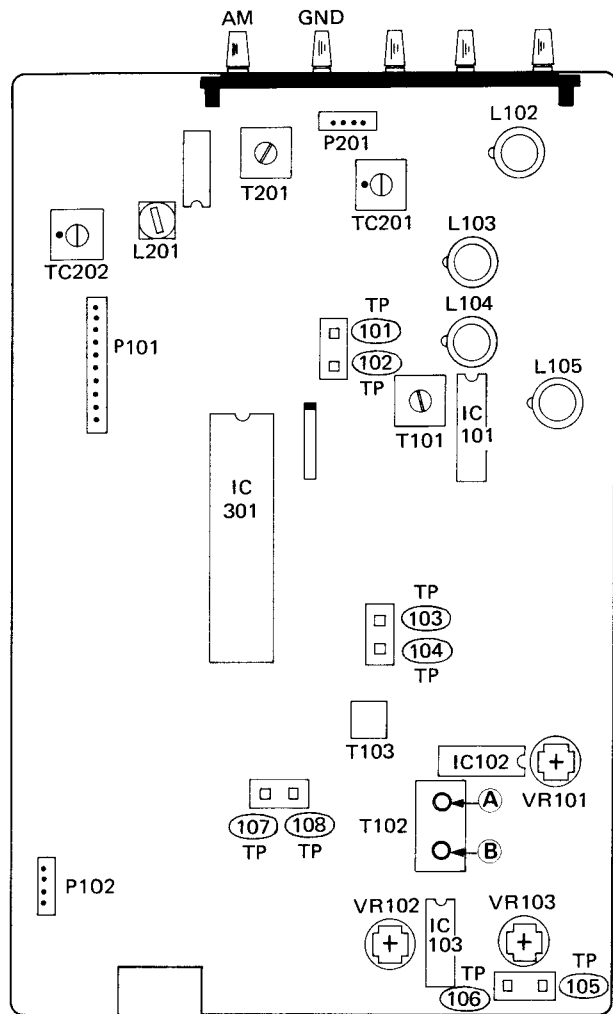 AM GND
P201
L102
T201
TC201
L201
TC202
L103
P101
TP
101
102
TP
L104
L105
T101
IC
101
IC
301
TP
103
104
TP
T103
IC102
VR101
T102
A
B
107 108
TP TP
P102
VR102
IC
103
VR103
TP
106
TP
105